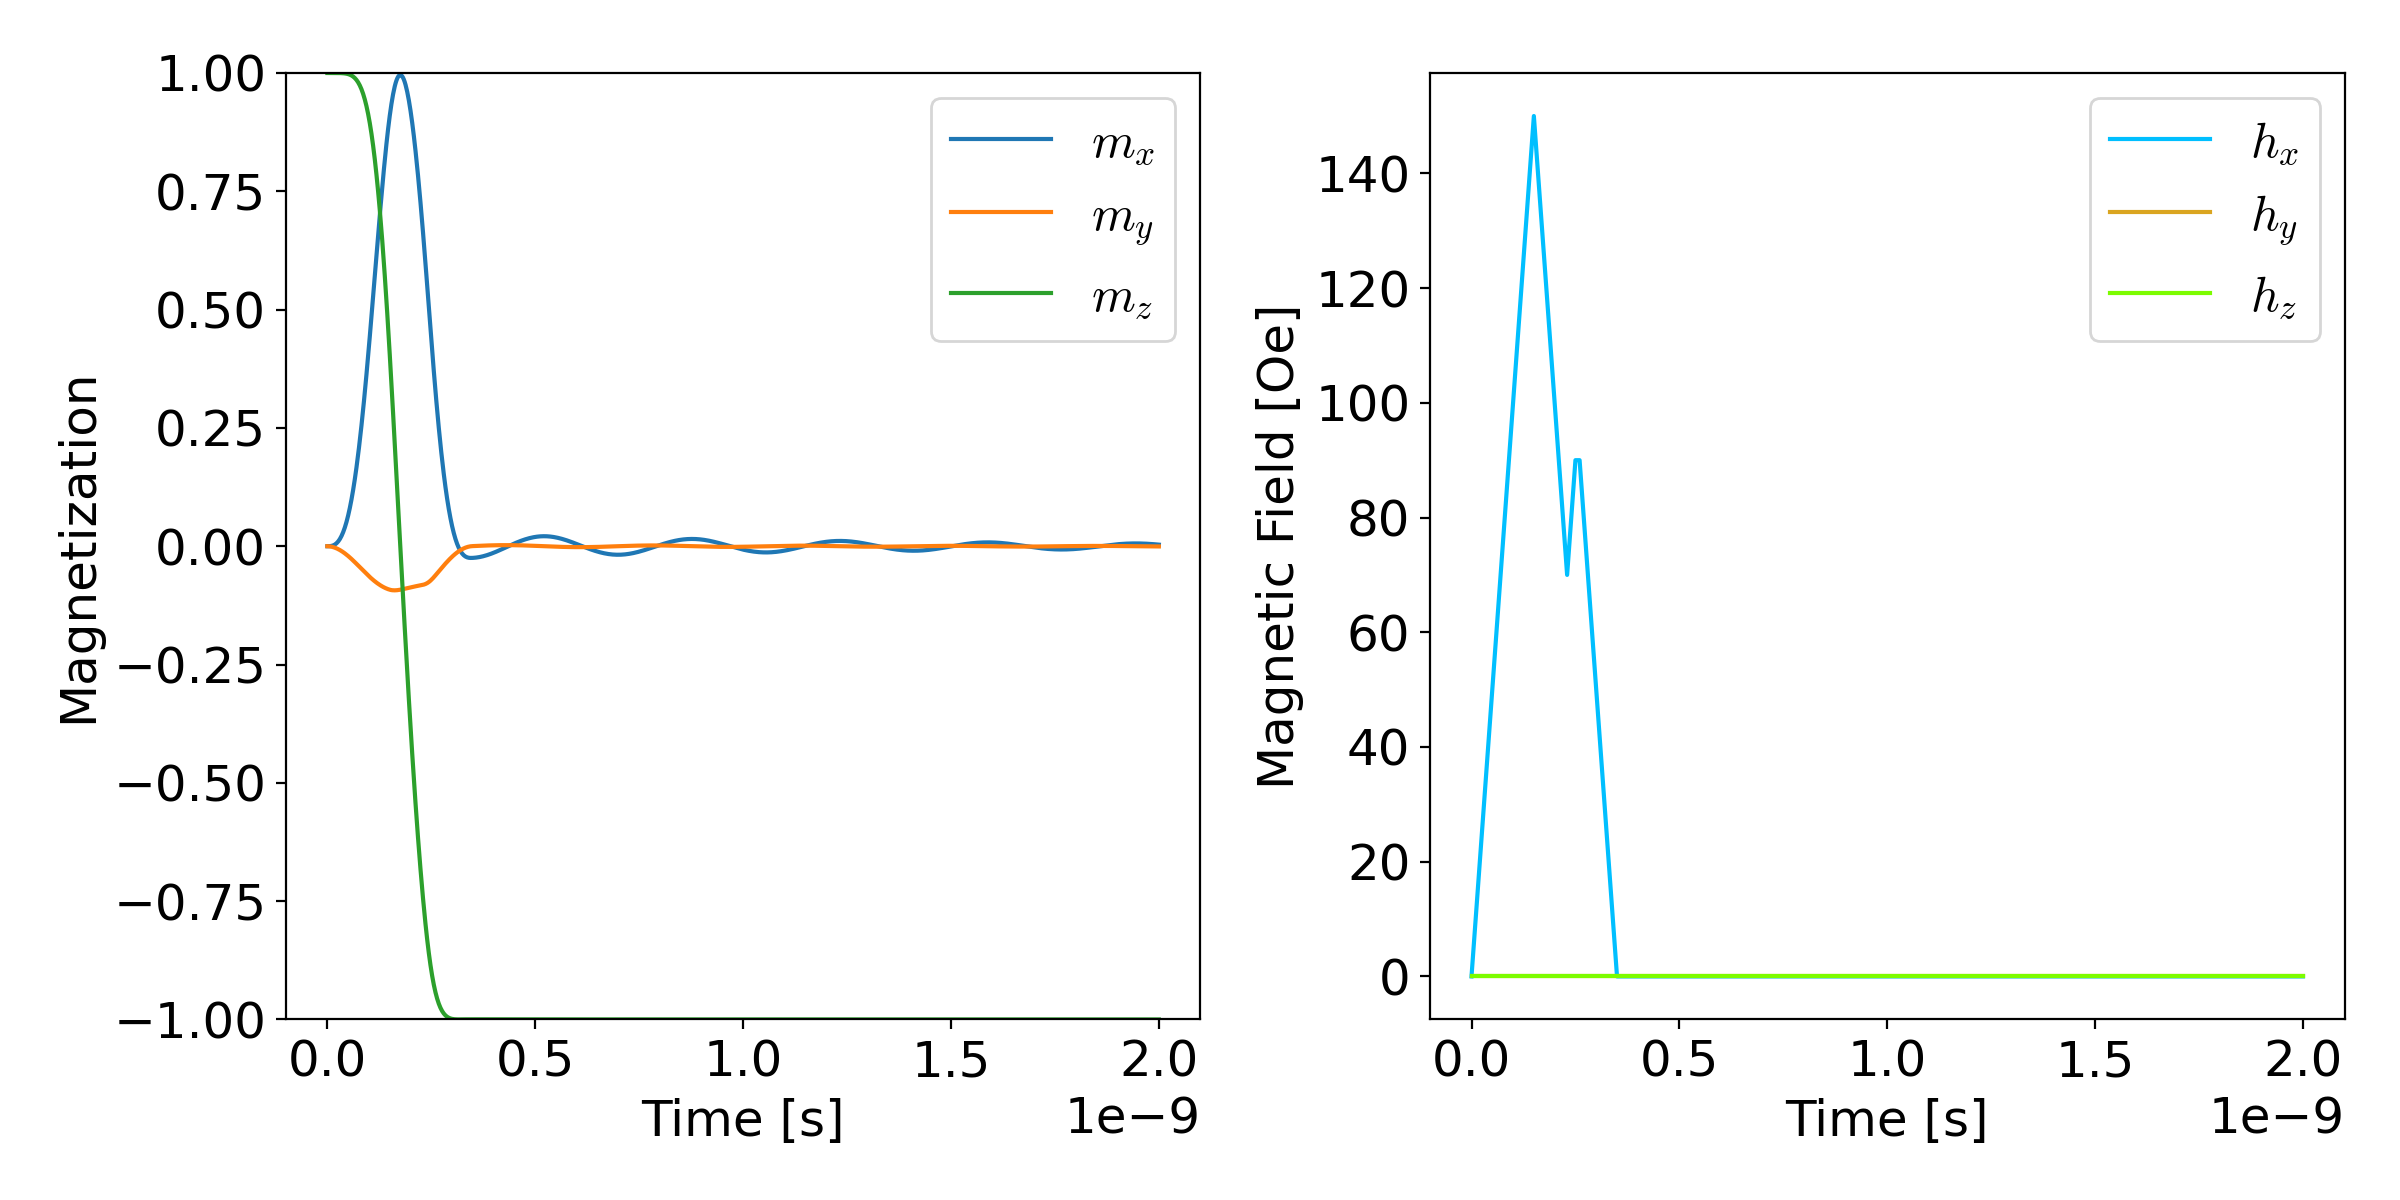 1.00
0.75
0.50
0.25
0.00
−0.25
−0.50
−0.75
−1.00
Magnetization
0.0 0.5 1.0 1.5 2.0
Time [s]
1e−9
m_x
m_y
m_z
140
120
100
80
60
40
20
0
Magnetic Field [Oe]
0.0 0.5 1.0 1.5 2.0
Time [s]
1e−9
h_x
h_y
h_z